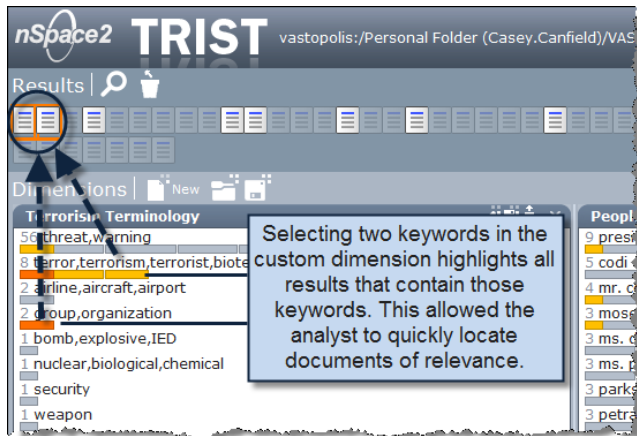 nSpace2 TRIST vastopolis:/Personal Folder (Casey.Canfield)/VAS
Results
Dimensions New
Terrorism Terminology
56 threat,warning
8 terror,terrorism,terrorist,biote
2 airline,aircraft,airport
2 group,organization
1 bomb,explosive,IED
1 nuclear,biological,chemical
1 security
1 weapon
Selecting two keywords in the
custom dimension highlights all
results that contain those
keywords. This allowed the
analyst to quickly locate
documents of relevance.
Peopl
9 presi
5 codi
4 mr. c
3 mose
3 ms. d
3 ms. p
3 parks
3 petra